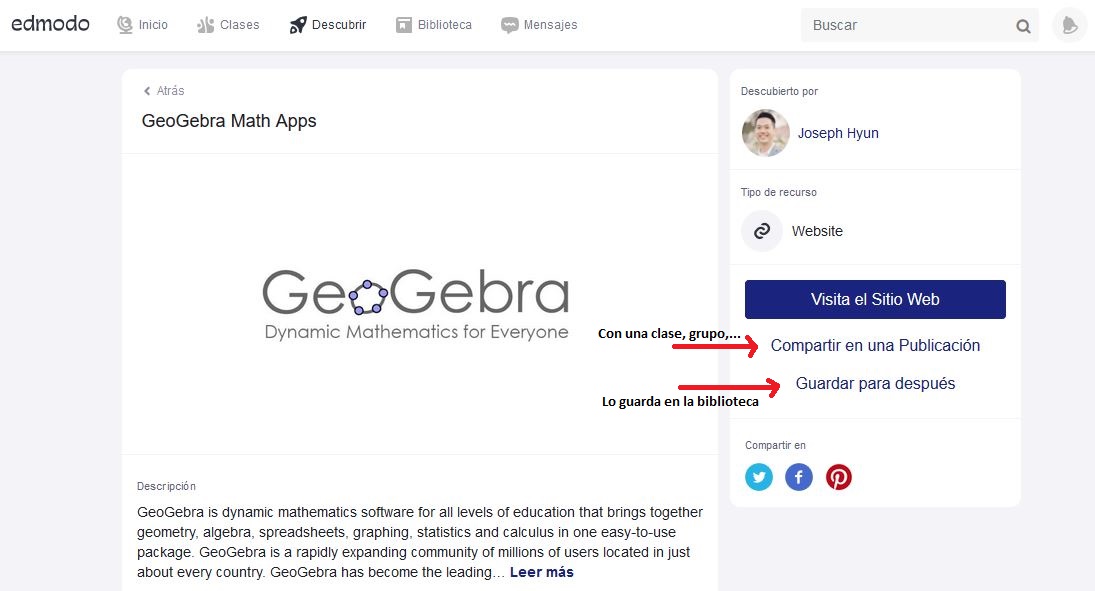 edmodo
Inicio
Clases
Descubrir
Biblioteca
Mensajes
Buscar
Atrás
GeoGebra Math Apps
GeoGebra
Dynamic Mathematics for Everyone
Descripción
GeoGebra is dynamic mathematics software for all levels of education that brings together
geometry, algebra, spreadsheets, graphing, statistics and calculus in one easy-to-use
package. GeoGebra is a rapidly expanding community of millions of users located in just
about every country. GeoGebra has become the leading… Leer más
Descubierto por
Joseph Hyun
Tipo de recurso
Website
Visita el Sitio Web
Con una clase, grupo,...
Compartir en una Publicación
Guardar para después
Lo guarda en la biblioteca
Compartir en